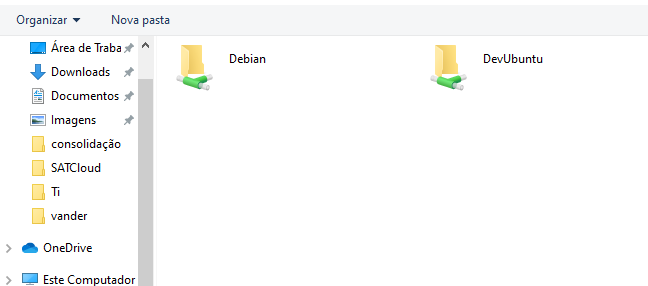 Organizar
Nova pasta
Área de Traba
Downloads
Documentos
Imagens
consolidação
SATCloud
Ti
vander
OneDrive
Este Computador
Debian
DevUbuntu